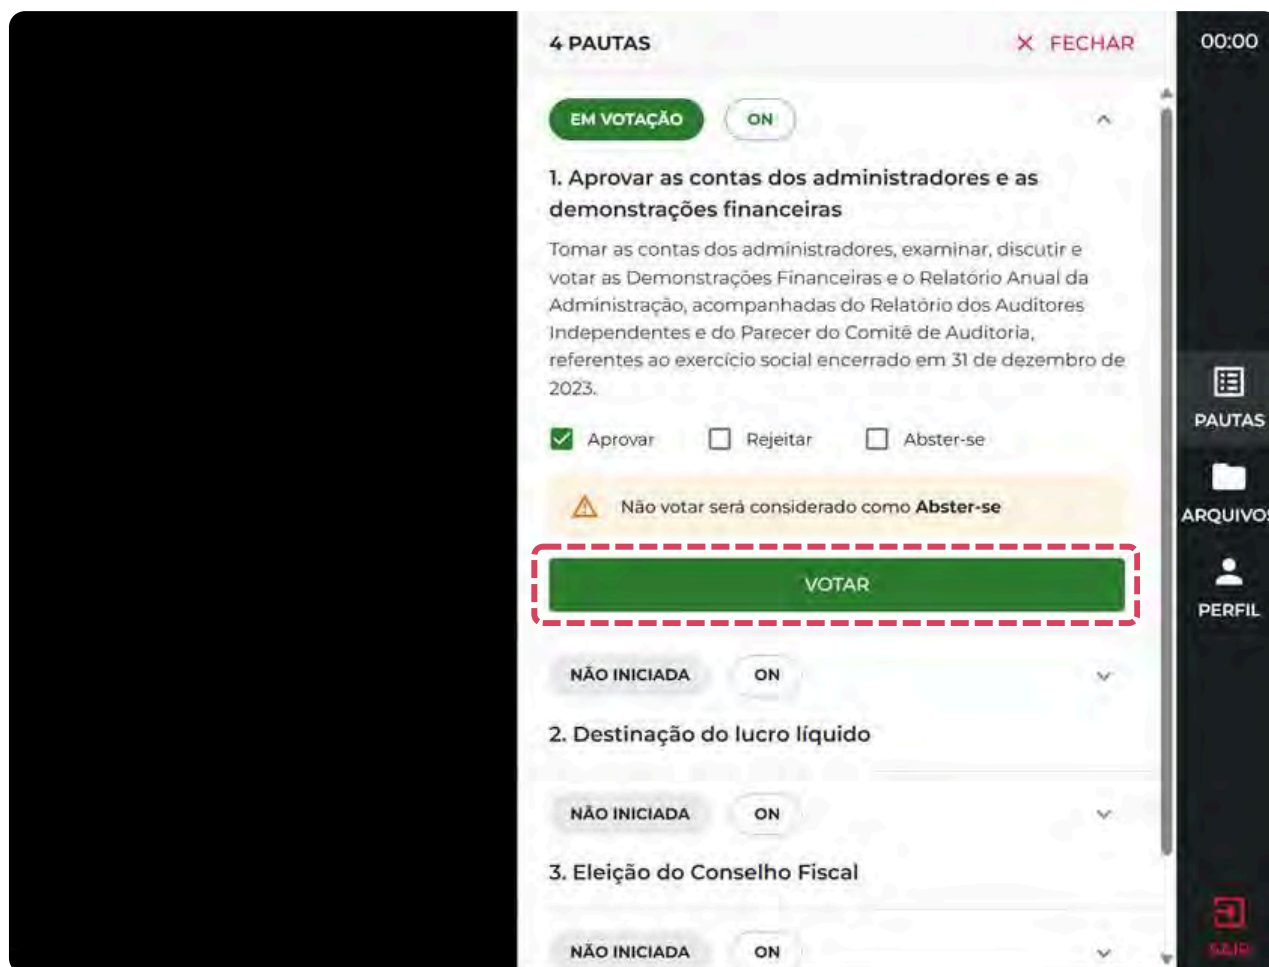 4 PAUTAS
FECHAR
00:00
EM VOTAÇÃO
ON
1. Aprovar as contas dos administradores e as
demonstrações financeiras
Tomar as contas dos administradores, examinar, discutir e
votar as Demonstrações Financeiras e o Relatório Anual da
Administração, acompanhadas do Relatório dos Auditores
Independentes e do Parecer do Comitê de Auditoria,
referentes ao exercício social encerrado em 31 de dezembro de
2023.
Aprovar
Rejeitar
Abster-se
Não votar será considerado como Abster-se
VOTAR
NÃO INICIADA
ON
2. Destinação do lucro líquido
NÃO INICIADA
ON
3. Eleição do Conselho Fiscal
NÃO INICIADA
ON
PAUTAS
ARQUIVOS
PERFIL
SAIR